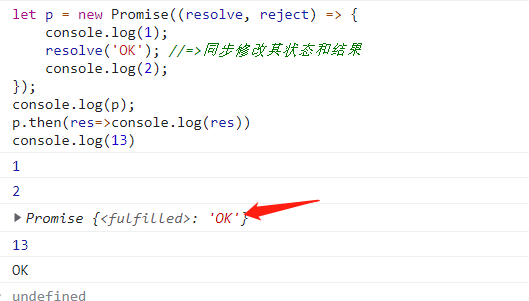 let p = new Promise((resolve, reject) => {
    console.log(1);
    resolve('OK'); //=>同步修改其状态和结果
    console.log(2);
});
console.log(p);
p.then(res=>console.log(res))
console.log(13)
1
2
▶ Promise {<fulfilled>: 'OK'}
13
OK
undefined